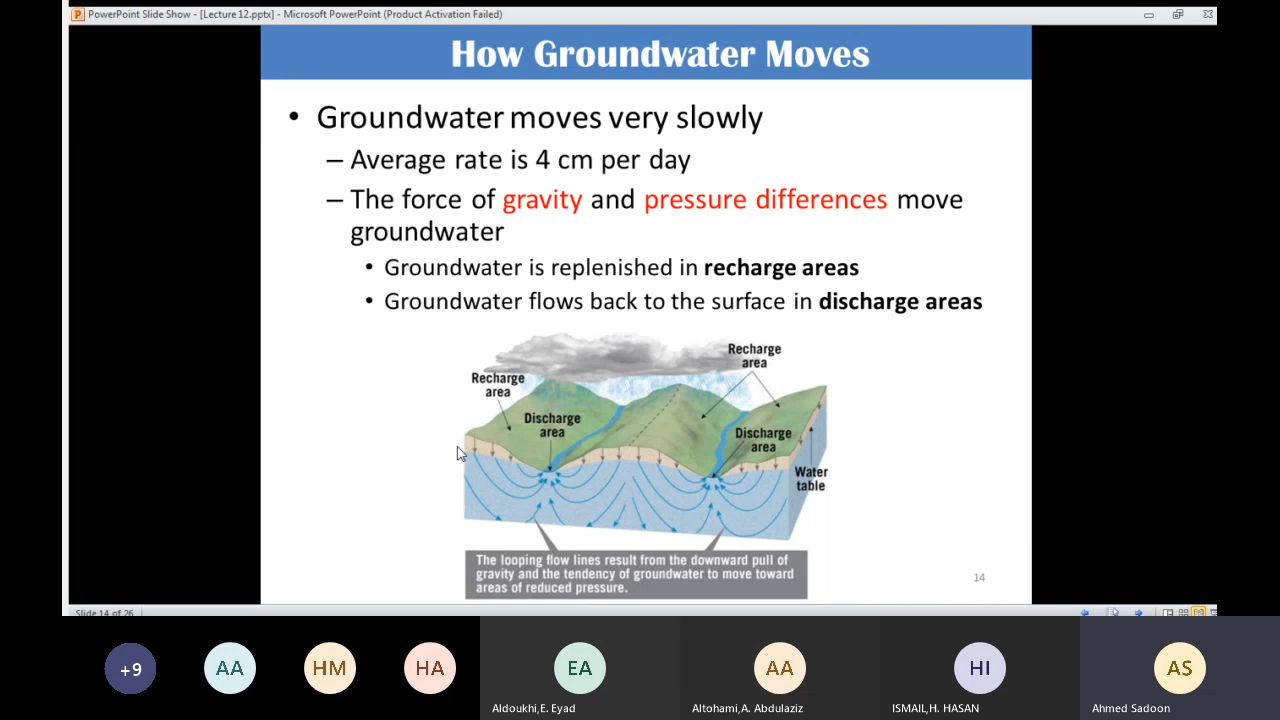 PowerPoint Slide Show - [Lecture 12.pptx] - Microsoft PowerPoint (Product Activation Failed)
How Groundwater Moves
• Groundwater moves very slowly
– Average rate is 4 cm per day
– The force of gravity and pressure differences move
groundwater
• Groundwater is replenished in recharge areas
• Groundwater flows back to the surface in discharge areas
Recharge
area
Recharge
area
Discharge
area
Discharge
area
Water
table
The looping flow lines result from the downward pull of
gravity and the tendency of groundwater to move toward
areas of reduced pressure.
14
Slide 14 of 26
+9
AA
HM
HA
EA
AA
HI
AS
Aldoukhi,E. Eyad
Altohami,A. Abdulaziz
ISMAIL,H. HASAN
Ahmed Sadoon